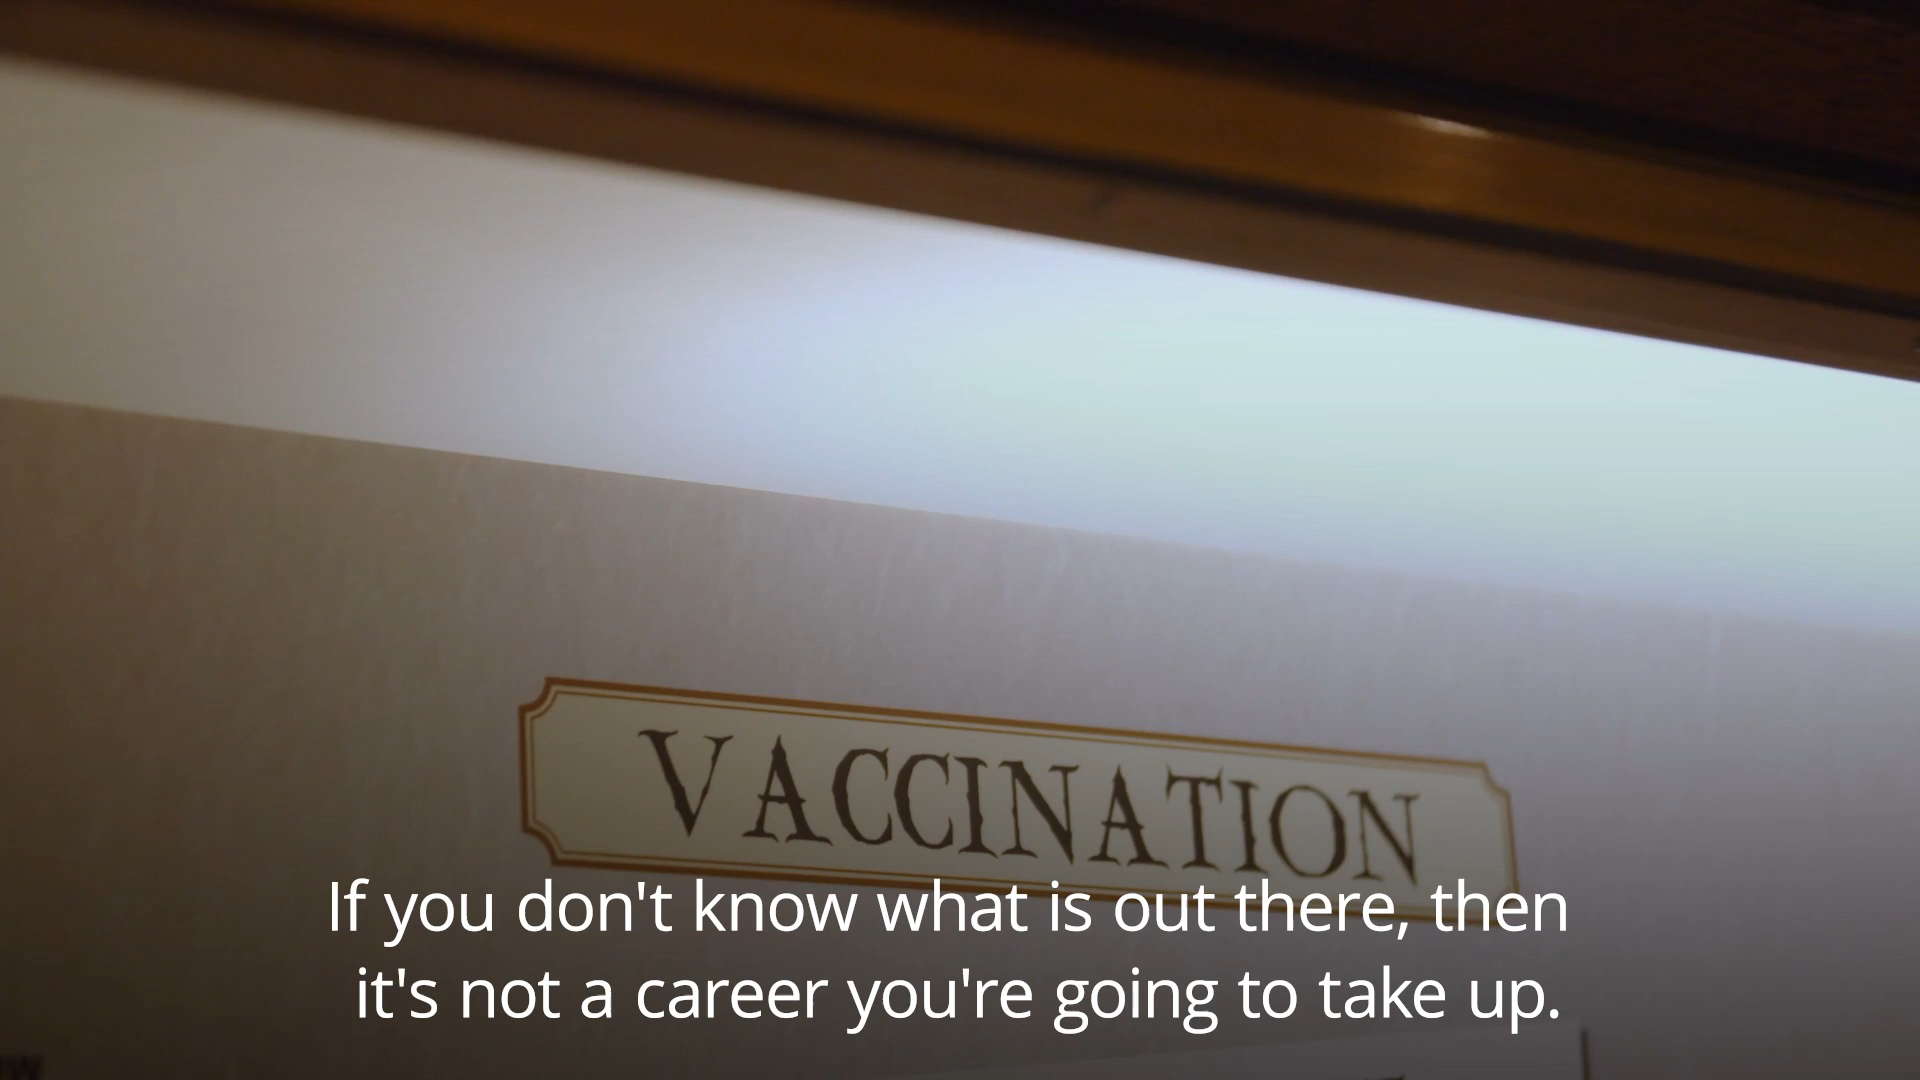 VACCINATION
If you don't know what is out there, then
it's not a career you're going to take up.